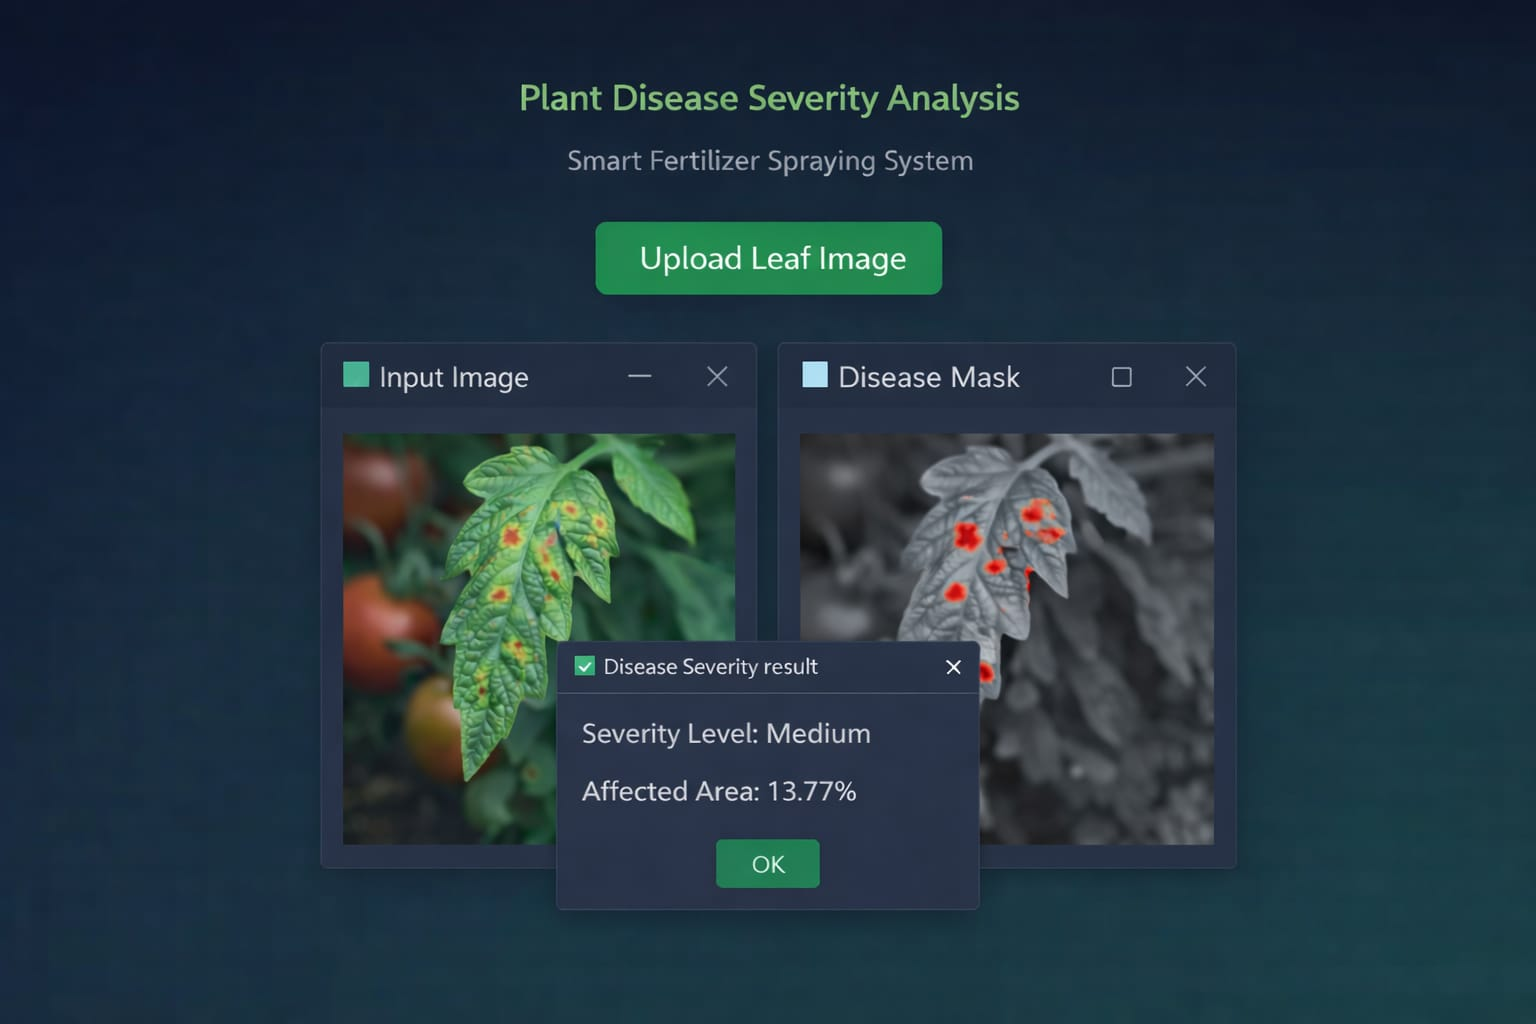 Plant Disease Severity Analysis
Smart Fertilizer Spraying System
Upload Leaf Image
Input Image
Disease Mask
Disease Severity result
Severity Level: Medium
Affected Area: 13.77%
OK